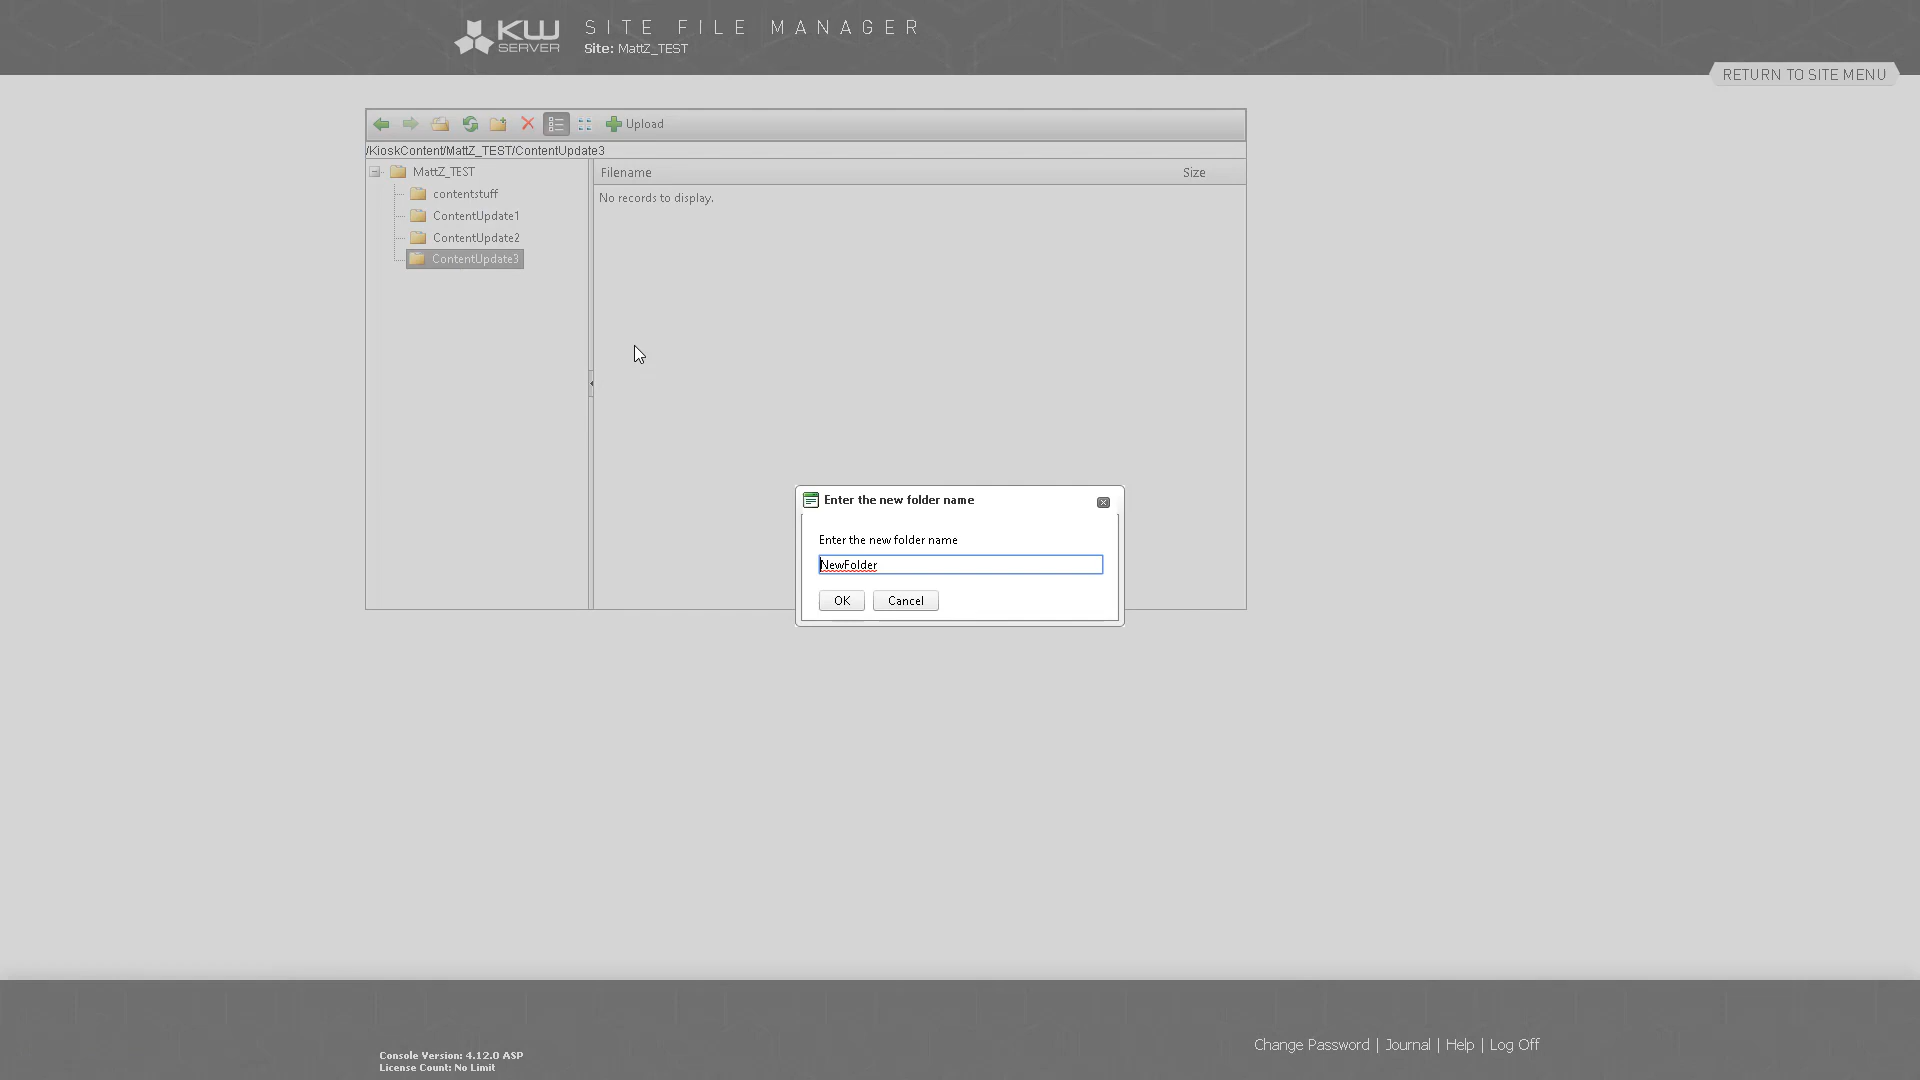 KW SERVER
SITE FILE MANAGER
Site: MattZ_TEST
RETURN TO SITE MENU
Upload
/KioskContent/MattZ_TEST/ContentUpdate3
MattZ_TEST
contentstuff
ContentUpdate1
ContentUpdate2
ContentUpdate3
Filename Size
No records to display.
Enter the new folder name
Enter the new folder name
NewFolder
OK Cancel
Console Version: 4.12.0 ASP
License Count: No Limit
Change Password | Journal | Help | Log Off